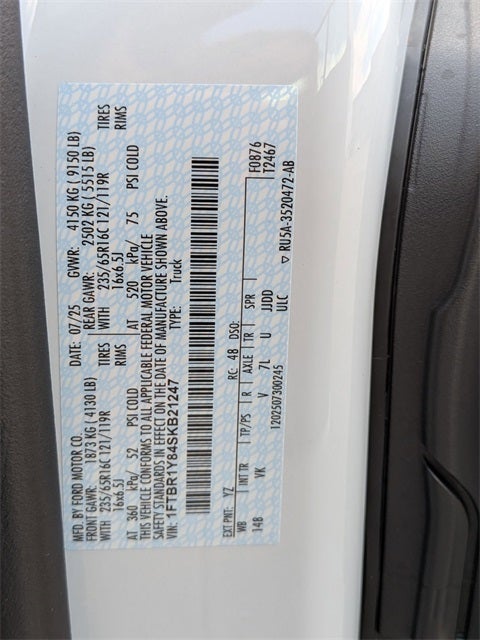 MFD. BY FORD MOTOR CO.
DATE: 07/25 GVWR: 4150 KG ( 9150 LB)
FRONT GAWR: 1873 KG ( 4130 LB) REAR GAWR: 2502 KG ( 5515 LB)
235/65R16C 121/119R TIRES WITH 235/65R16C 121/119R TIRES
16x6.5J RIMS 16x6.5J RIMS
AT 360 kPa/ 52 PSI COLD AT 520 kPa/ 75 PSI COLD
THIS VEHICLE CONFORMS TO ALL APPLICABLE FEDERAL MOTOR VEHICLE
SAFETY STANDARDS IN EFFECT ON THE DATE OF MANUFACTURE SHOWN ABOVE.
VIN: 1FTBR1Y84SKB21247 TYPE: Truck
F0876
T2467
EXT PNT: YZ RC: 48 DSO:
WB INT TR TP/PS R AXLE TR SPR
148 VK V 7L U JJDD
ULC
1202507300245 ▽ RU5A-3520472-AB